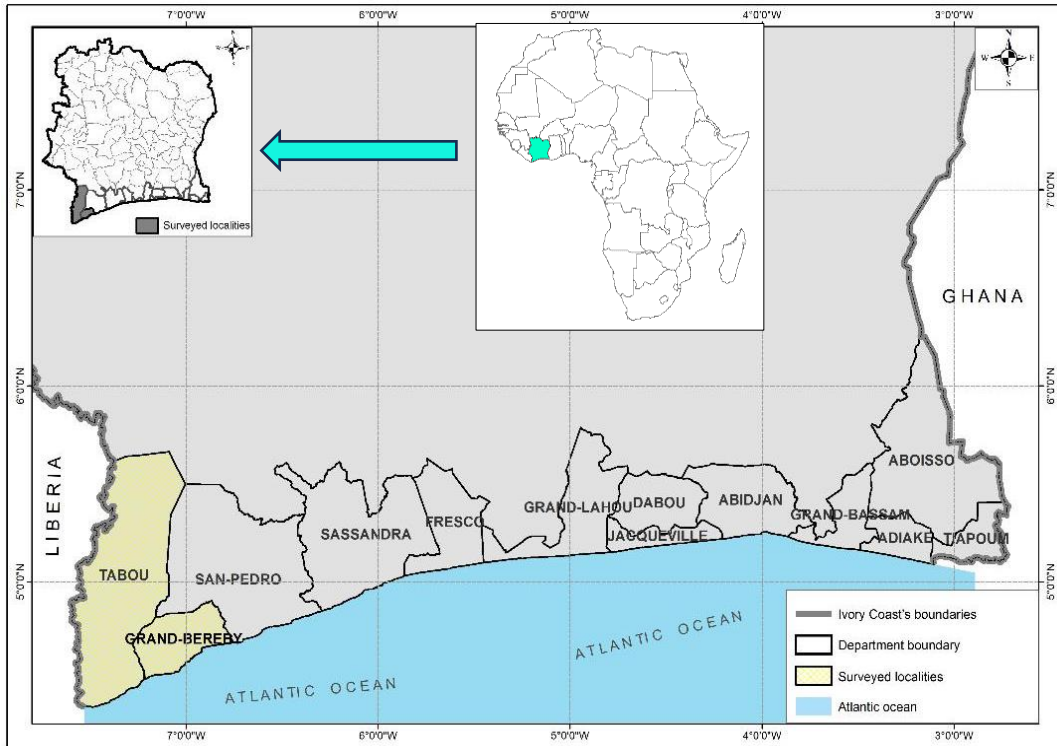 7°0'0"W 6°0'0"W 5°0'0"W 4°0'0"W 3°0'0"W
N
W E
S
N
W E
S
Surveyed localities
7°0'0"N
7°0'0"N
GHANA
6°0'0"N
6°0'0"N
LIBERIA
ABOISSO
GRAND-LAHOU
DABOU
ABIDJAN
GRAND-BASSAM
SASSANDRA
FRESCO
JACQUEVILLE
ADIAKE
TIAPOUM
TABOU
SAN-PEDRO
5°0'0"N
5°0'0"N
GRAND-BEREBY
ATLANTIC OCEAN
ATLANTIC OCEAN
Ivory Coast's boundaries
Department boundary
Surveyed localities
Atlantic ocean
7°0'0"W 6°0'0"W 5°0'0"W 4°0'0"W 3°0'0"W